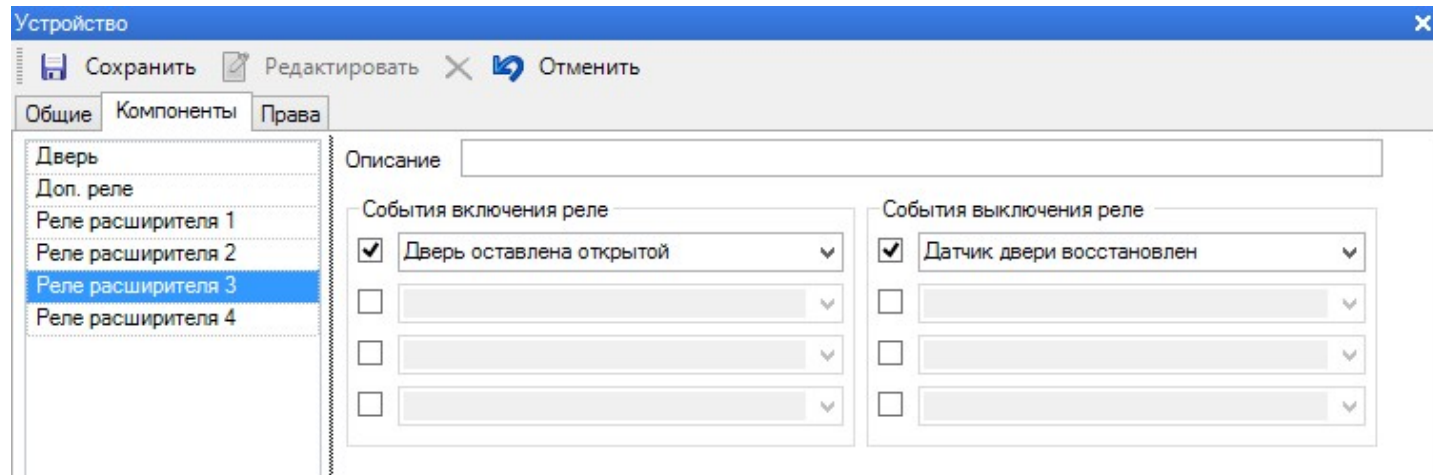 Устройство
Сохранить Редактировать Отменить
Общие Компоненты Права
Дверь
Доп. реле
Реле расширителя 1
Реле расширителя 2
Реле расширителя 3
Реле расширителя 4
Описание
События включения реле
Дверь оставлена открытой
События выключения реле
Датчик двери восстановлен